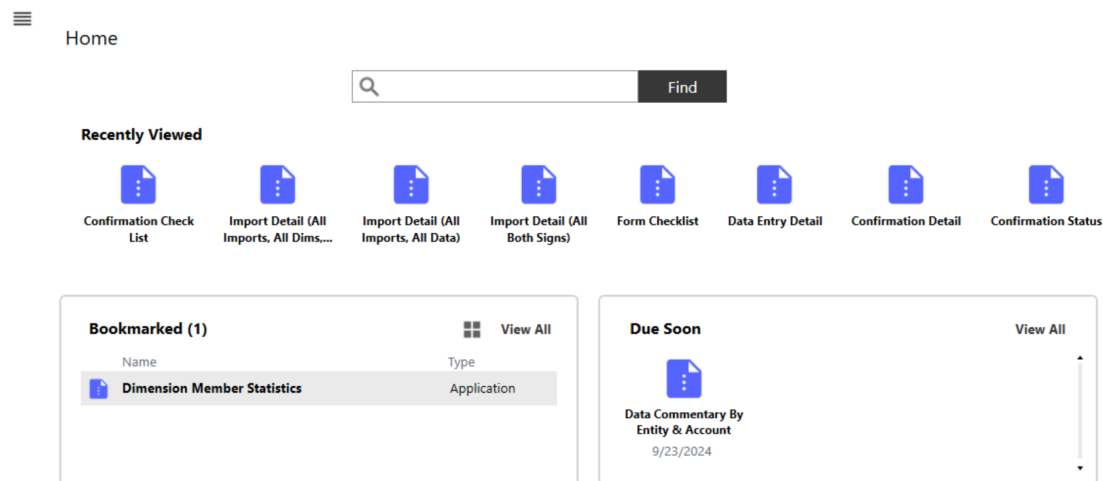 Home
Find
Recently Viewed
Confirmation Check
List
Import Detail (All
Imports, All Dims,...
Import Detail (All
Imports, All Data)
Import Detail (All
Both Signs)
Form Checklist
Data Entry Detail
Confirmation Detail
Confirmation Status
Bookmarked (1)
View All
Name
Type
Dimension Member Statistics
Application
Due Soon
View All
Data Commentary By
Entity & Account
9/23/2024